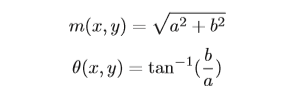 m(x, y) = √(a² + b²)
θ(x, y) = tan⁻¹(b/a)